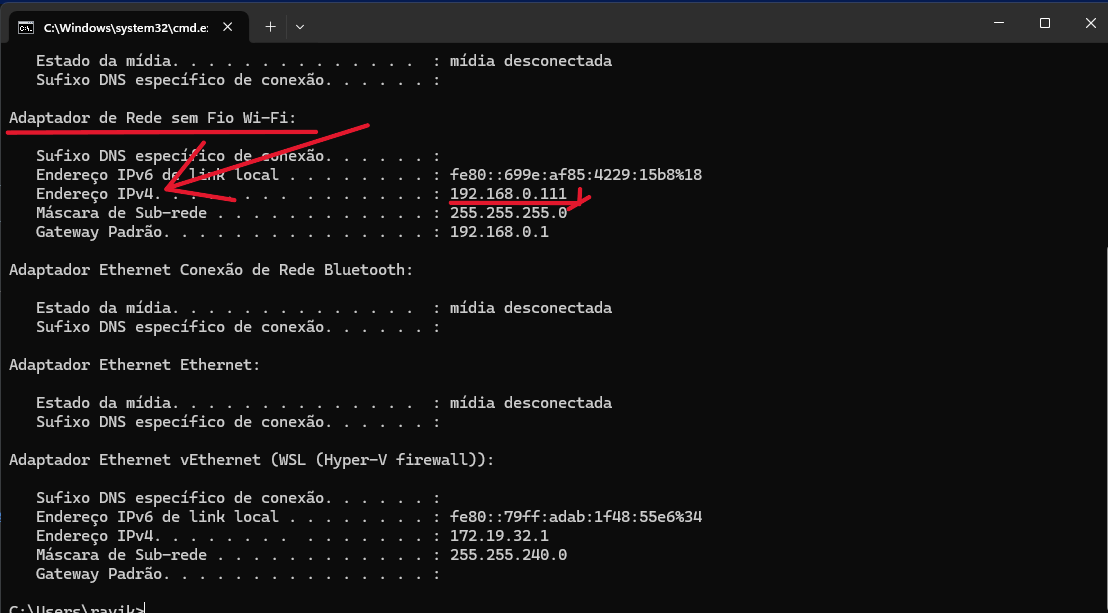 C:\Windows\system32\cmd.e:
Estado da mídia. . . . . . . . . . . . . . : mídia desconectada
Sufixo DNS específico de conexão. . . . . . :
Adaptador de Rede sem Fio Wi-Fi:
Sufixo DNS específico de conexão. . . . . . :
Endereço IPv6 de link local . . . . . . . . : fe80::699e:af85:4229:15b8%18
Endereço IPv4. . . . . . . . . . . . . . . : 192.168.0.111
Máscara de Sub-rede . . . . . . . . . . . . : 255.255.255.0
Gateway Padrão. . . . . . . . . . . . . . . : 192.168.0.1
Adaptador Ethernet Conexão de Rede Bluetooth:
Estado da mídia. . . . . . . . . . . . . . : mídia desconectada
Sufixo DNS específico de conexão. . . . . . :
Adaptador Ethernet Ethernet:
Estado da mídia. . . . . . . . . . . . . . : mídia desconectada
Sufixo DNS específico de conexão. . . . . . :
Adaptador Ethernet vEthernet (WSL (Hyper-V firewall)):
Sufixo DNS específico de conexão. . . . . . :
Endereço IPv6 de link local . . . . . . . . : fe80::79ff:adab:1f48:55e6%34
Endereço IPv4. . . . . . . . . . . . . . . : 172.19.32.1
Máscara de Sub-rede . . . . . . . . . . . . : 255.255.240.0
Gateway Padrão. . . . . . . . . . . . . . . :
C:\Users\ravik>